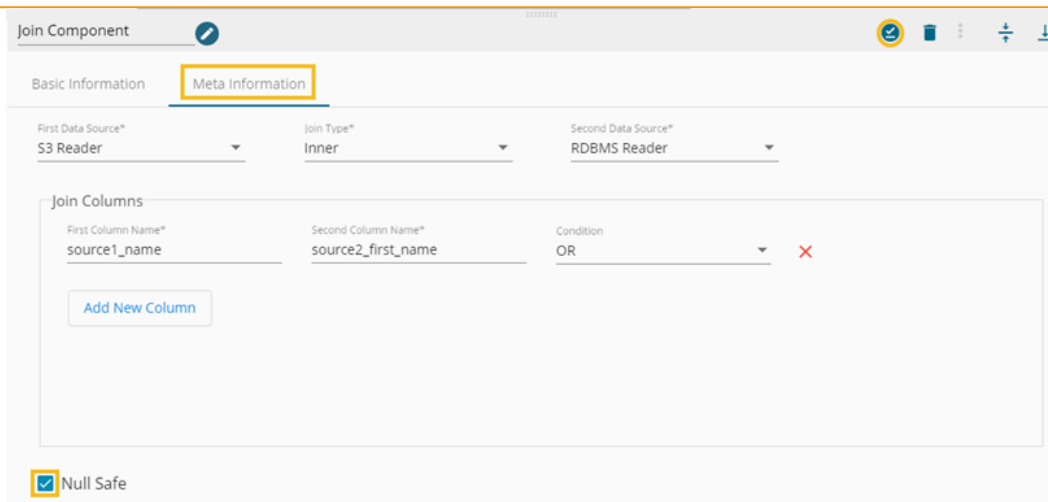 Join Component
Basic Information Meta Information
First Data Source* Join Type* Second Data Source*
S3 Reader Inner RDBMS Reader
Join Columns
First Column Name* Second Column Name* Condition
source1_name source2_first_name OR
Add New Column
Null Safe